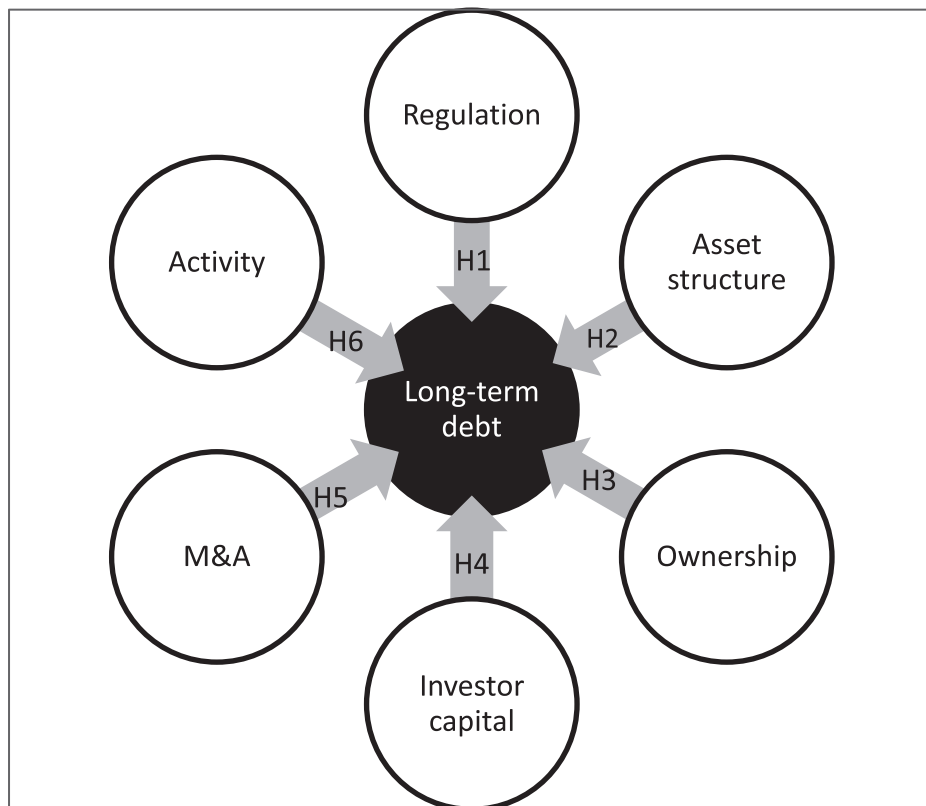 Regulation
H1
Asset
structure
H2
Ownership
H3
Investor
capital
H4
M&A
H5
Activity
H6
Long-term
debt